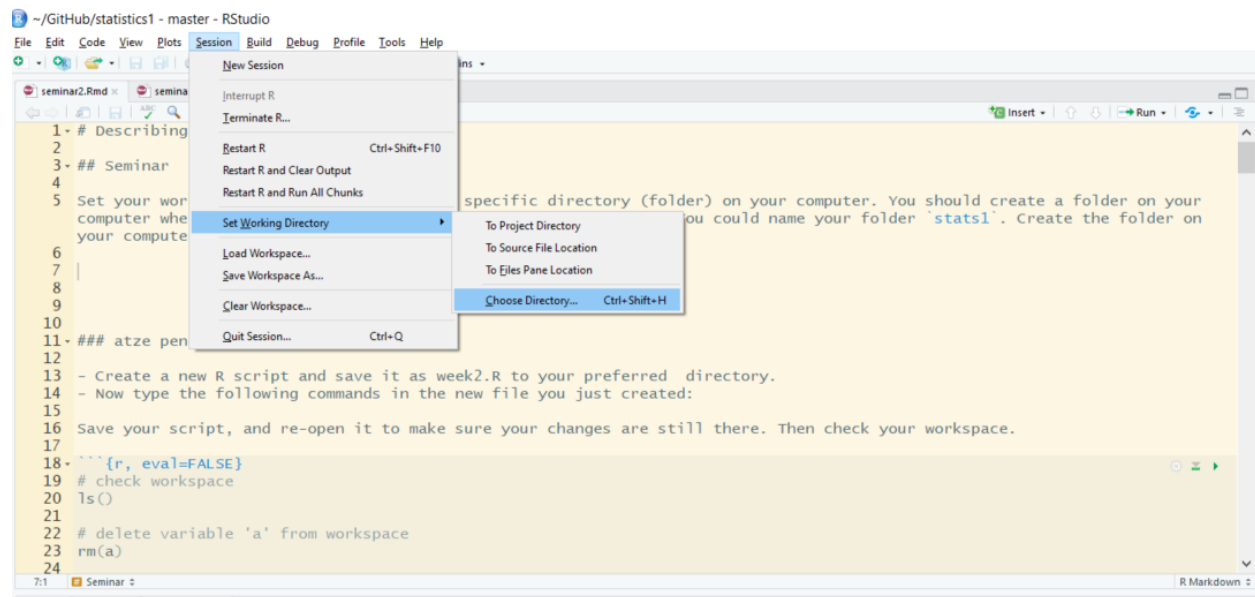 ~/GitHub/statistics1 - master - RStudio
File Edit Code View Plots Session Build Debug Profile Tools Help
New Session
ins
seminar2.Rmd
semina
Interrupt R
ABC
Insert
Run
Terminate R...
1 # Describing
2
Restart R Ctrl+Shift+F10
3 ## Seminar
Restart R and Clear Output
4
Restart R and Run All Chunks
5 Set your wor specific directory (folder) on your computer. You should create a folder on your
computer whe Set Working Directory To Project Directory ou could name your folder `stats1`. Create the folder on
your compute
To Source File Location
6 Load Workspace...
7 Save Workspace As... To Files Pane Location
8
9 Clear Workspace... Choose Directory... Ctrl+Shift+H
10
11 ### atze pen Quit Session... Ctrl+Q
12
13 - Create a new R script and save it as week2.R to your preferred directory.
14 - Now type the following commands in the new file you just created:
15
16 Save your script, and re-open it to make sure your changes are still there. Then check your workspace.
17
18 ```{r, eval=FALSE}
19 # check workspace
20 ls()
21
22 # delete variable 'a' from workspace
23 rm(a)
24
7:1 Seminar R Markdown